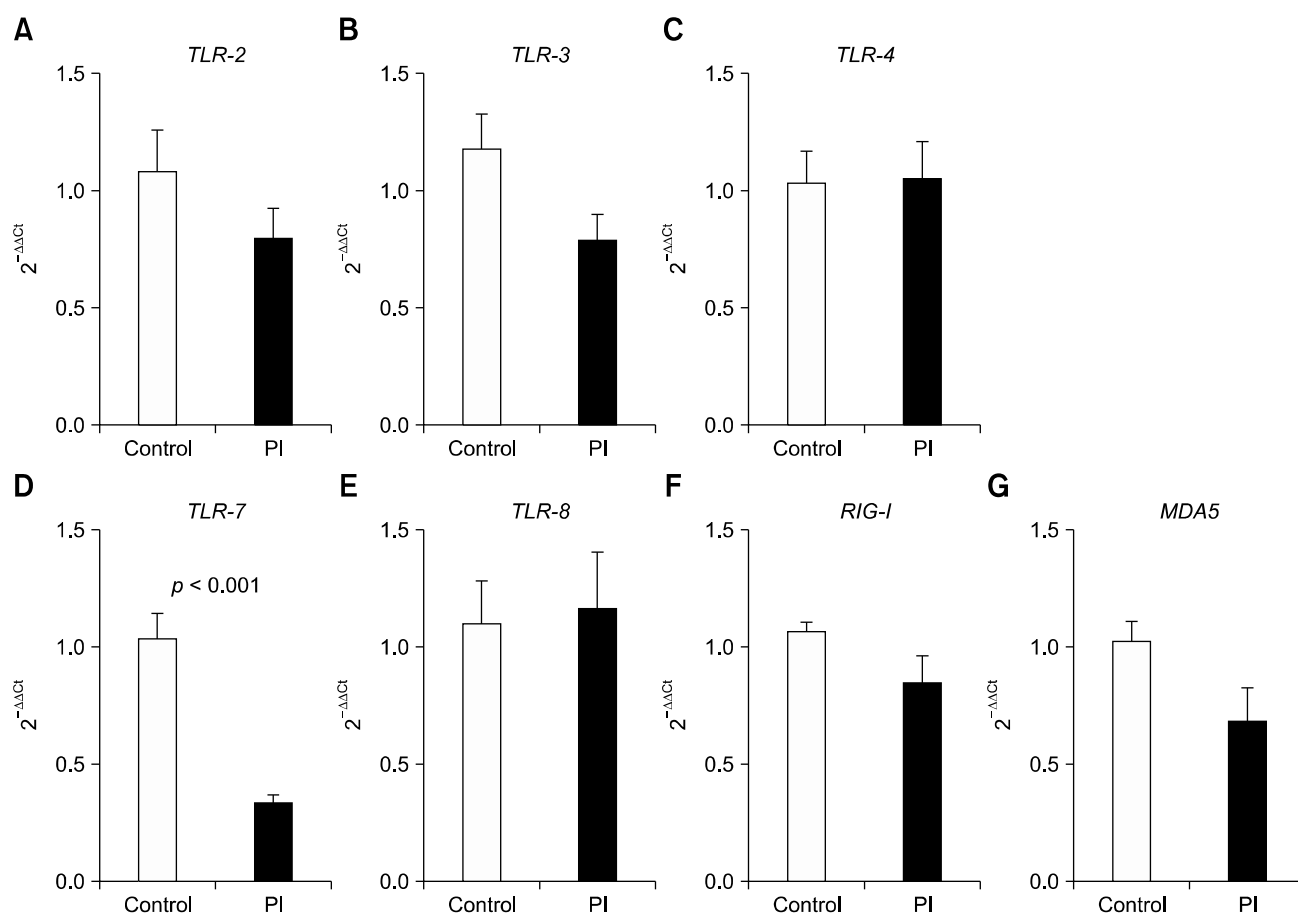 A
TLR-2
2^−ΔΔCt
1.5
1.0
0.5
0.0
Control
PI
B
TLR-3
2^−ΔΔCt
1.5
1.0
0.5
0.0
Control
PI
C
TLR-4
2^−ΔΔCt
1.5
1.0
0.5
0.0
Control
PI
D
TLR-7
p < 0.001
2^−ΔΔCt
1.5
1.0
0.5
0.0
Control
PI
E
TLR-8
2^−ΔΔCt
1.5
1.0
0.5
0.0
Control
PI
F
RIG-I
2^−ΔΔCt
1.5
1.0
0.5
0.0
Control
PI
G
MDA5
2^−ΔΔCt
1.5
1.0
0.5
0.0
Control
PI